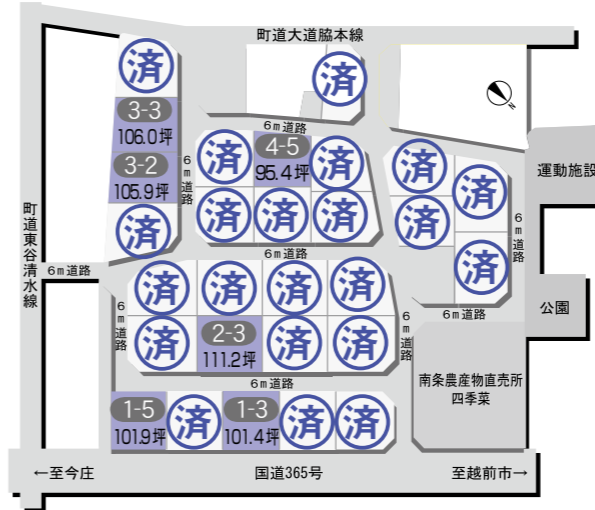 町道大道脇本線
済
済
3-3
106.0坪
6m道路
N
済
4-5
95.4坪
済
済
3-2
105.9坪
6m道路
済
運動施設
済
済
済
済
済
6m道路
町道東谷清水線
済
6m道路
済
6m道路
済
済
済
済
6m道路
公園
6m道路
済
2-3
111.2坪
済
済
6m道路
南条農産物直売所
四季菜
6m道路
1-5
101.9坪
済
1-3
101.4坪
済
済
←至今庄
国道365号
至越前市→